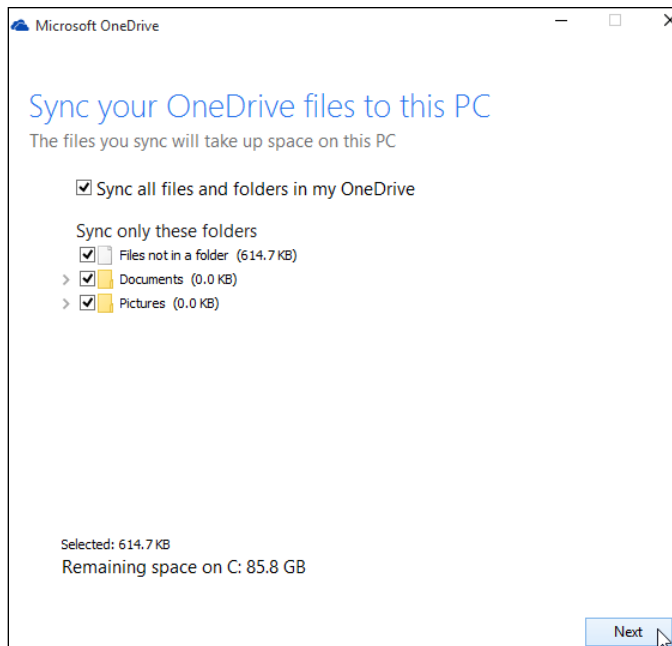 Microsoft OneDrive
Sync your OneDrive files to this PC
The files you sync will take up space on this PC
Sync all files and folders in my OneDrive
Sync only these folders
Files not in a folder (614.7 KB)
Documents (0.0 KB)
Pictures (0.0 KB)
Selected: 614.7 KB
Remaining space on C: 85.8 GB
Next